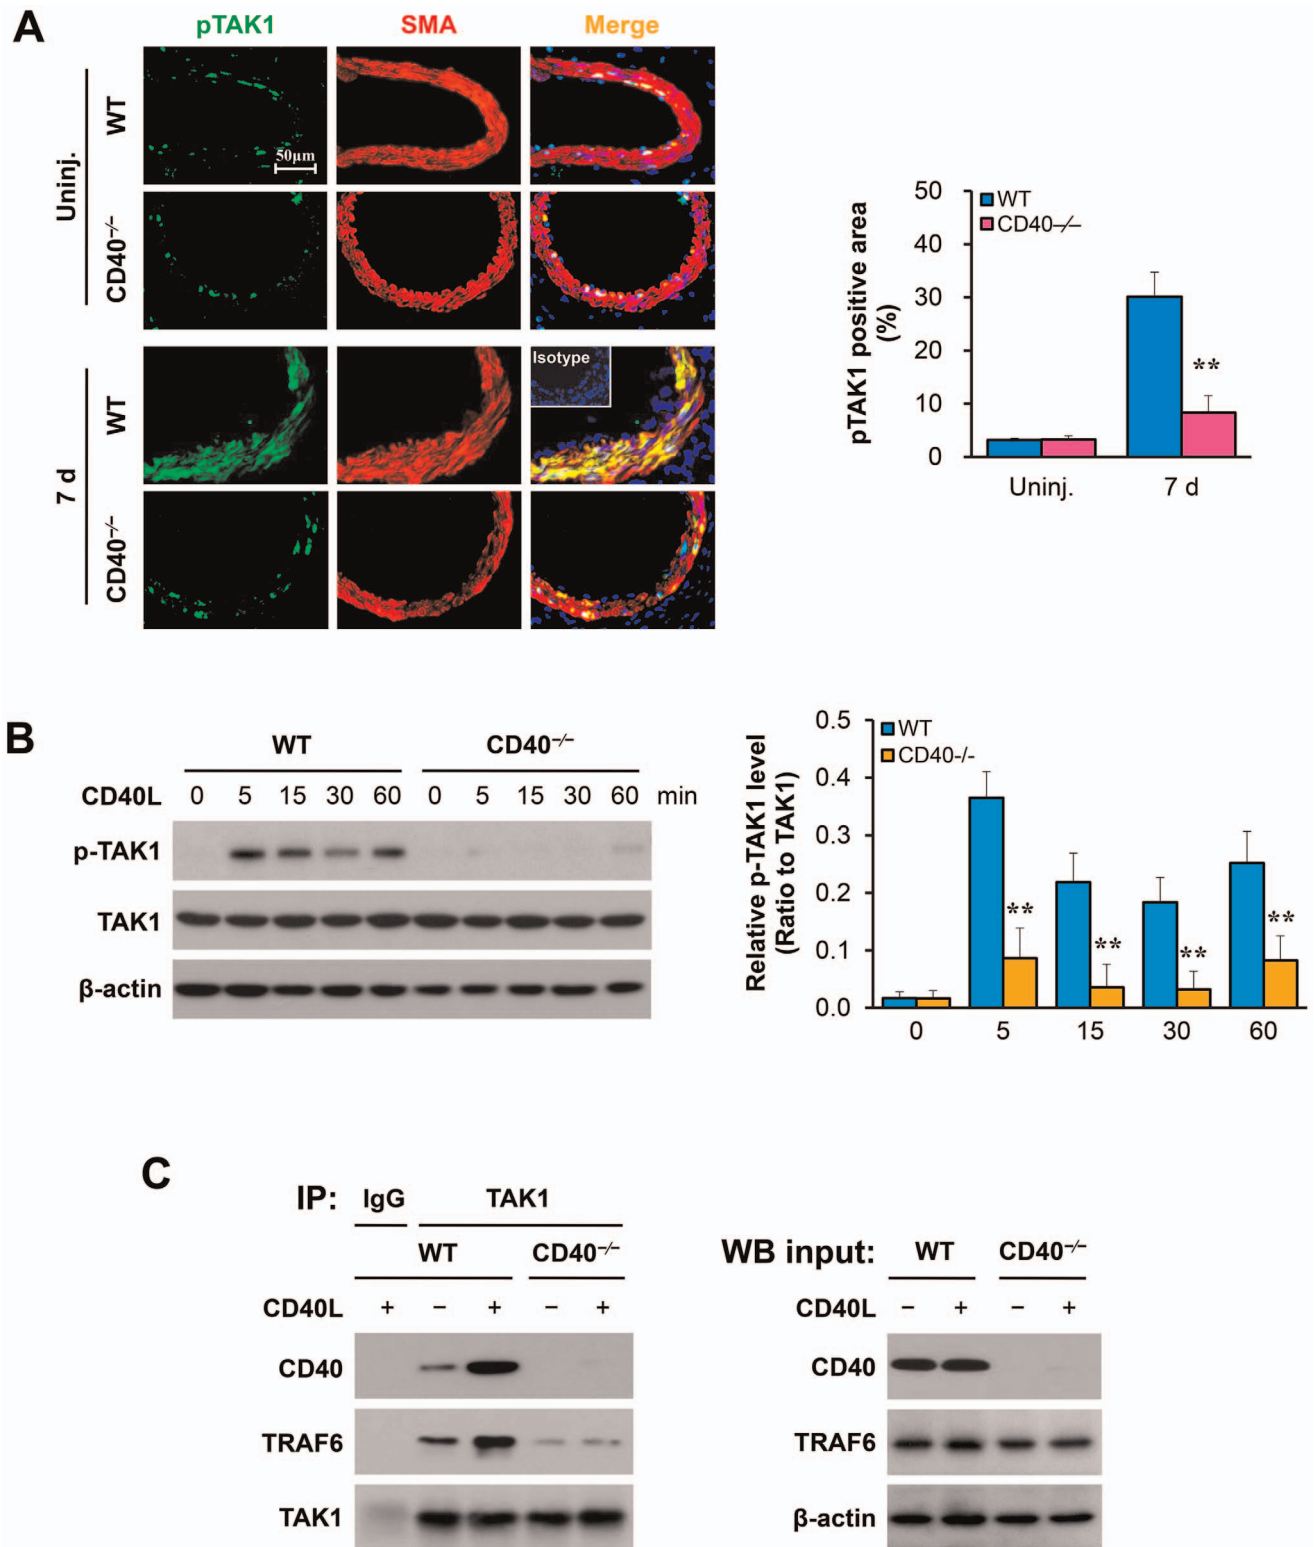 A
pTAK1 SMA Merge
Uninj.
WT
50μm
CD40–/–
7 d
WT
Isotype
CD40–/–
pTAK1 positive area
(%)
50
40
30
20
10
0
WT
CD40–/–
**
Uninj. 7 d
B
WT CD40–/–
CD40L 0 5 15 30 60 0 5 15 30 60 min
p-TAK1
TAK1
β-actin
Relative p-TAK1 level
(Ratio to TAK1)
0.5
0.4
0.3
0.2
0.1
0.0
WT
CD40-/-
** ** ** **
0 5 15 30 60
C
IP: IgG TAK1
WT CD40–/–
CD40L + – + – +
CD40
TRAF6
TAK1
WB input: WT CD40–/–
CD40L – + – +
CD40
TRAF6
β-actin